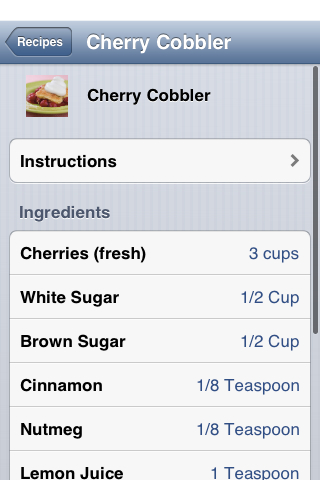 Recipes
Cherry Cobbler
Cherry Cobbler
Instructions
Ingredients
Cherries (fresh) 3 cups
White Sugar 1/2 Cup
Brown Sugar 1/2 Cup
Cinnamon 1/8 Teaspoon
Nutmeg 1/8 Teaspoon
Lemon Juice 1 Teaspoon